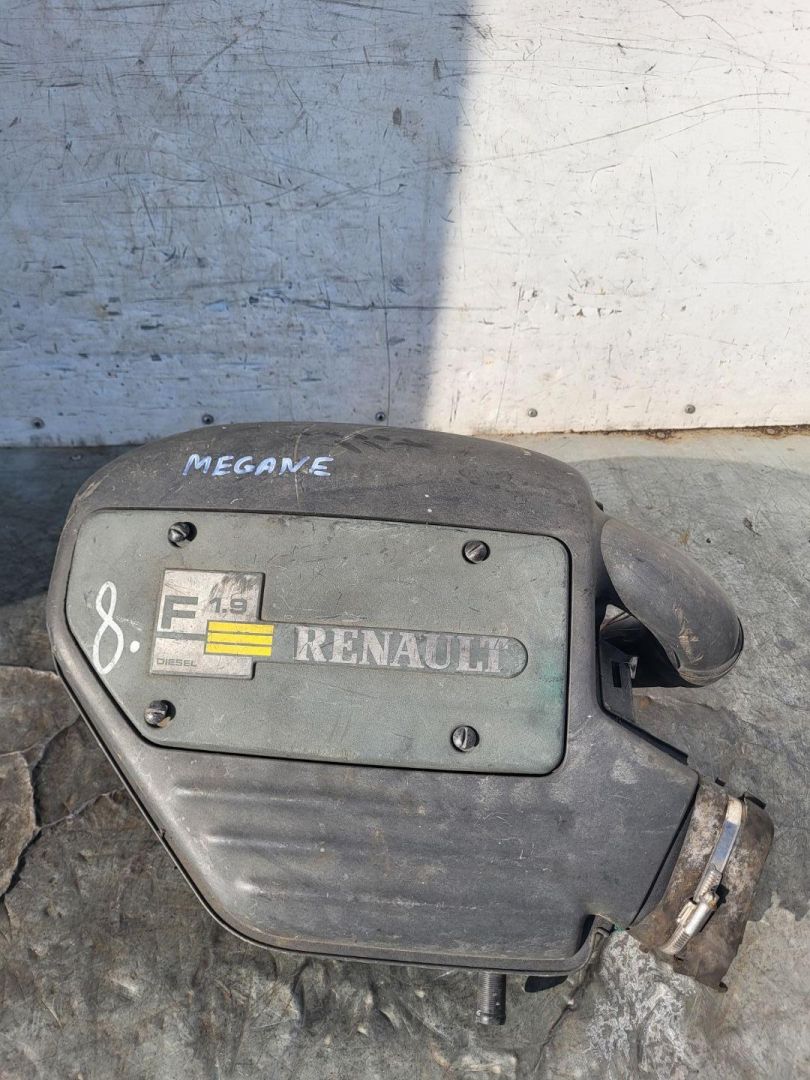 MEGANE
8.
F 1.9
DIESEL
RENAULT